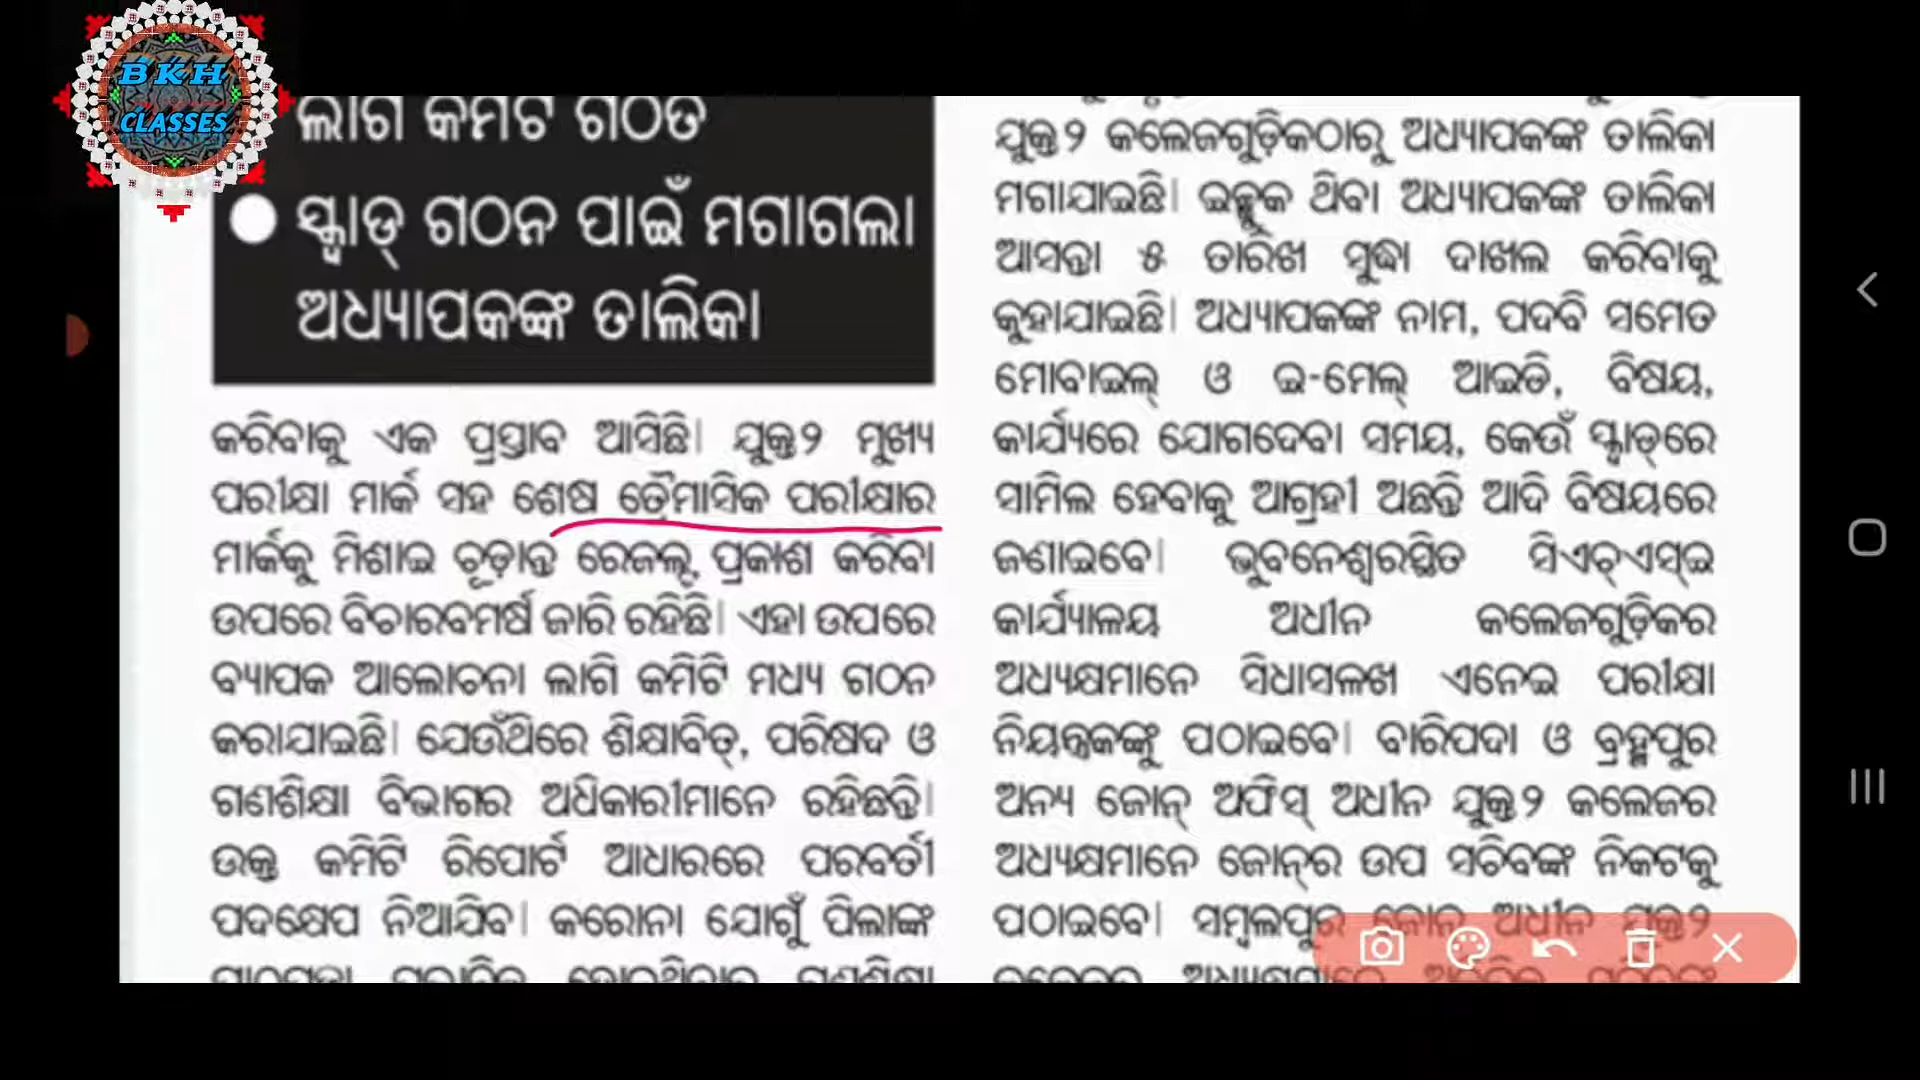 BKH
CLASSES
ଲାଗି କମିଟି ଗଠିତ
ସ୍କ୍ୱାଡ୍ ଗଠନ ପାଇଁ ମଗାଗଲା
ଅଧ୍ୟାପକଙ୍କ ତାଲିକା
କରିବାକୁ ଏକ ପ୍ରସ୍ତାବ ଆସିଛି। ଯୁକ୍ତ୨ ମୁଖ୍ୟ
ପରୀକ୍ଷା ମାର୍କ ସହ ଶେଷ ତ୍ରୈମାସିକ ପରୀକ୍ଷାର
ମାର୍କକୁ ମିଶାଇ ଚୂଡ଼ାନ୍ତ ରେଜଲ୍ଟ ପ୍ରକାଶ କରିବା
ଉପରେ ବିଚାରବିମର୍ଷ ଜାରି ରହିଛି। ଏହା ଉପରେ
ବ୍ୟାପକ ଆଲୋଚନା ଲାଗି କମିଟି ମଧ୍ୟ ଗଠନ
କରାଯାଇଛି। ଯେଉଁଥିରେ ଶିକ୍ଷାବିତ୍, ପରିଷଦ ଓ
ଗଣଶିକ୍ଷା ବିଭାଗର ଅଧିକାରୀମାନେ ରହିଛନ୍ତି।
ଉକ୍ତ କମିଟି ରିପୋର୍ଟ ଆଧାରରେ ପରବର୍ତୀ
ପଦକ୍ଷେପ ନିଆଯିବ। କରୋନା ଯୋଗୁଁ ପିଲାଙ୍କ
ଯୁକ୍ତ୨ କଲେଜଗୁଡ଼ିକଠାରୁ ଅଧ୍ୟାପକଙ୍କ ତାଲିକା
ମଗାଯାଇଛି। ଇଚ୍ଛୁକ ଥିବା ଅଧ୍ୟାପକଙ୍କ ତାଲିକା
ଆସନ୍ତା ୫ ତାରିଖ ସୁଦ୍ଧା ଦାଖଲ କରିବାକୁ
କୁହାଯାଇଛି। ଅଧ୍ୟାପକଙ୍କ ନାମ, ପଦବି ସମେତ
ମୋବାଇଲ୍ ଓ ଇ-ମେଲ୍ ଆଇଡି, ବିଷୟ,
କାର୍ଯ୍ୟରେ ଯୋଗଦେବା ସମୟ, କେଉଁ ସ୍କ୍ୱାଡ୍‌ରେ
ସାମିଲ ହେବାକୁ ଆଗ୍ରହୀ ଅଛନ୍ତି ଆଦି ବିଷୟରେ
ଜଣାଇବେ। ଭୁବନେଶ୍ୱରସ୍ଥିତ ସିଏଚ୍‌ଏସ୍‌ଇ
କାର୍ଯ୍ୟାଳୟ ଅଧୀନ କଲେଜଗୁଡ଼ିକର
ଅଧ୍ୟକ୍ଷମାନେ ସିଧାସଳଖ ଏନେଇ ପରୀକ୍ଷା
ନିୟନ୍ତ୍ରକଙ୍କୁ ପଠାଇବେ। ବାରିପଦା ଓ ବ୍ରହ୍ମପୁର
ଅନ୍ୟ ଜୋନ୍ ଅଫିସ୍ ଅଧୀନ ଯୁକ୍ତ୨ କଲେଜର
ଅଧ୍ୟକ୍ଷମାନେ ଜୋନ୍‌ର ଉପ ସଚିବଙ୍କ ନିକଟକୁ
ପଠାଇବେ। ସମ୍ବଲପୁର ଜୋନ୍ ଅଧୀନ ଯୁକ୍ତ୨